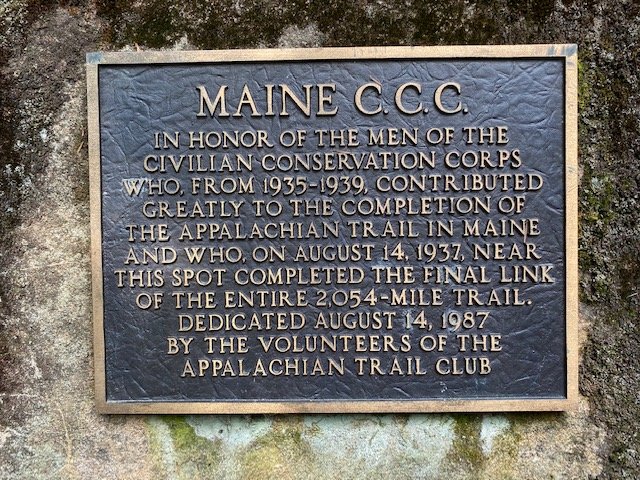 MAINE C.C.C.
IN HONOR OF THE MEN OF THE
CIVILIAN CONSERVATION CORPS
WHO, FROM 1935-1939, CONTRIBUTED
GREATLY TO THE COMPLETION OF
THE APPALACHIAN TRAIL IN MAINE
AND WHO, ON AUGUST 14, 1937, NEAR
THIS SPOT COMPLETED THE FINAL LINK
OF THE ENTIRE 2,054-MILE TRAIL.
DEDICATED AUGUST 14, 1987
BY THE VOLUNTEERS OF THE
APPALACHIAN TRAIL CLUB